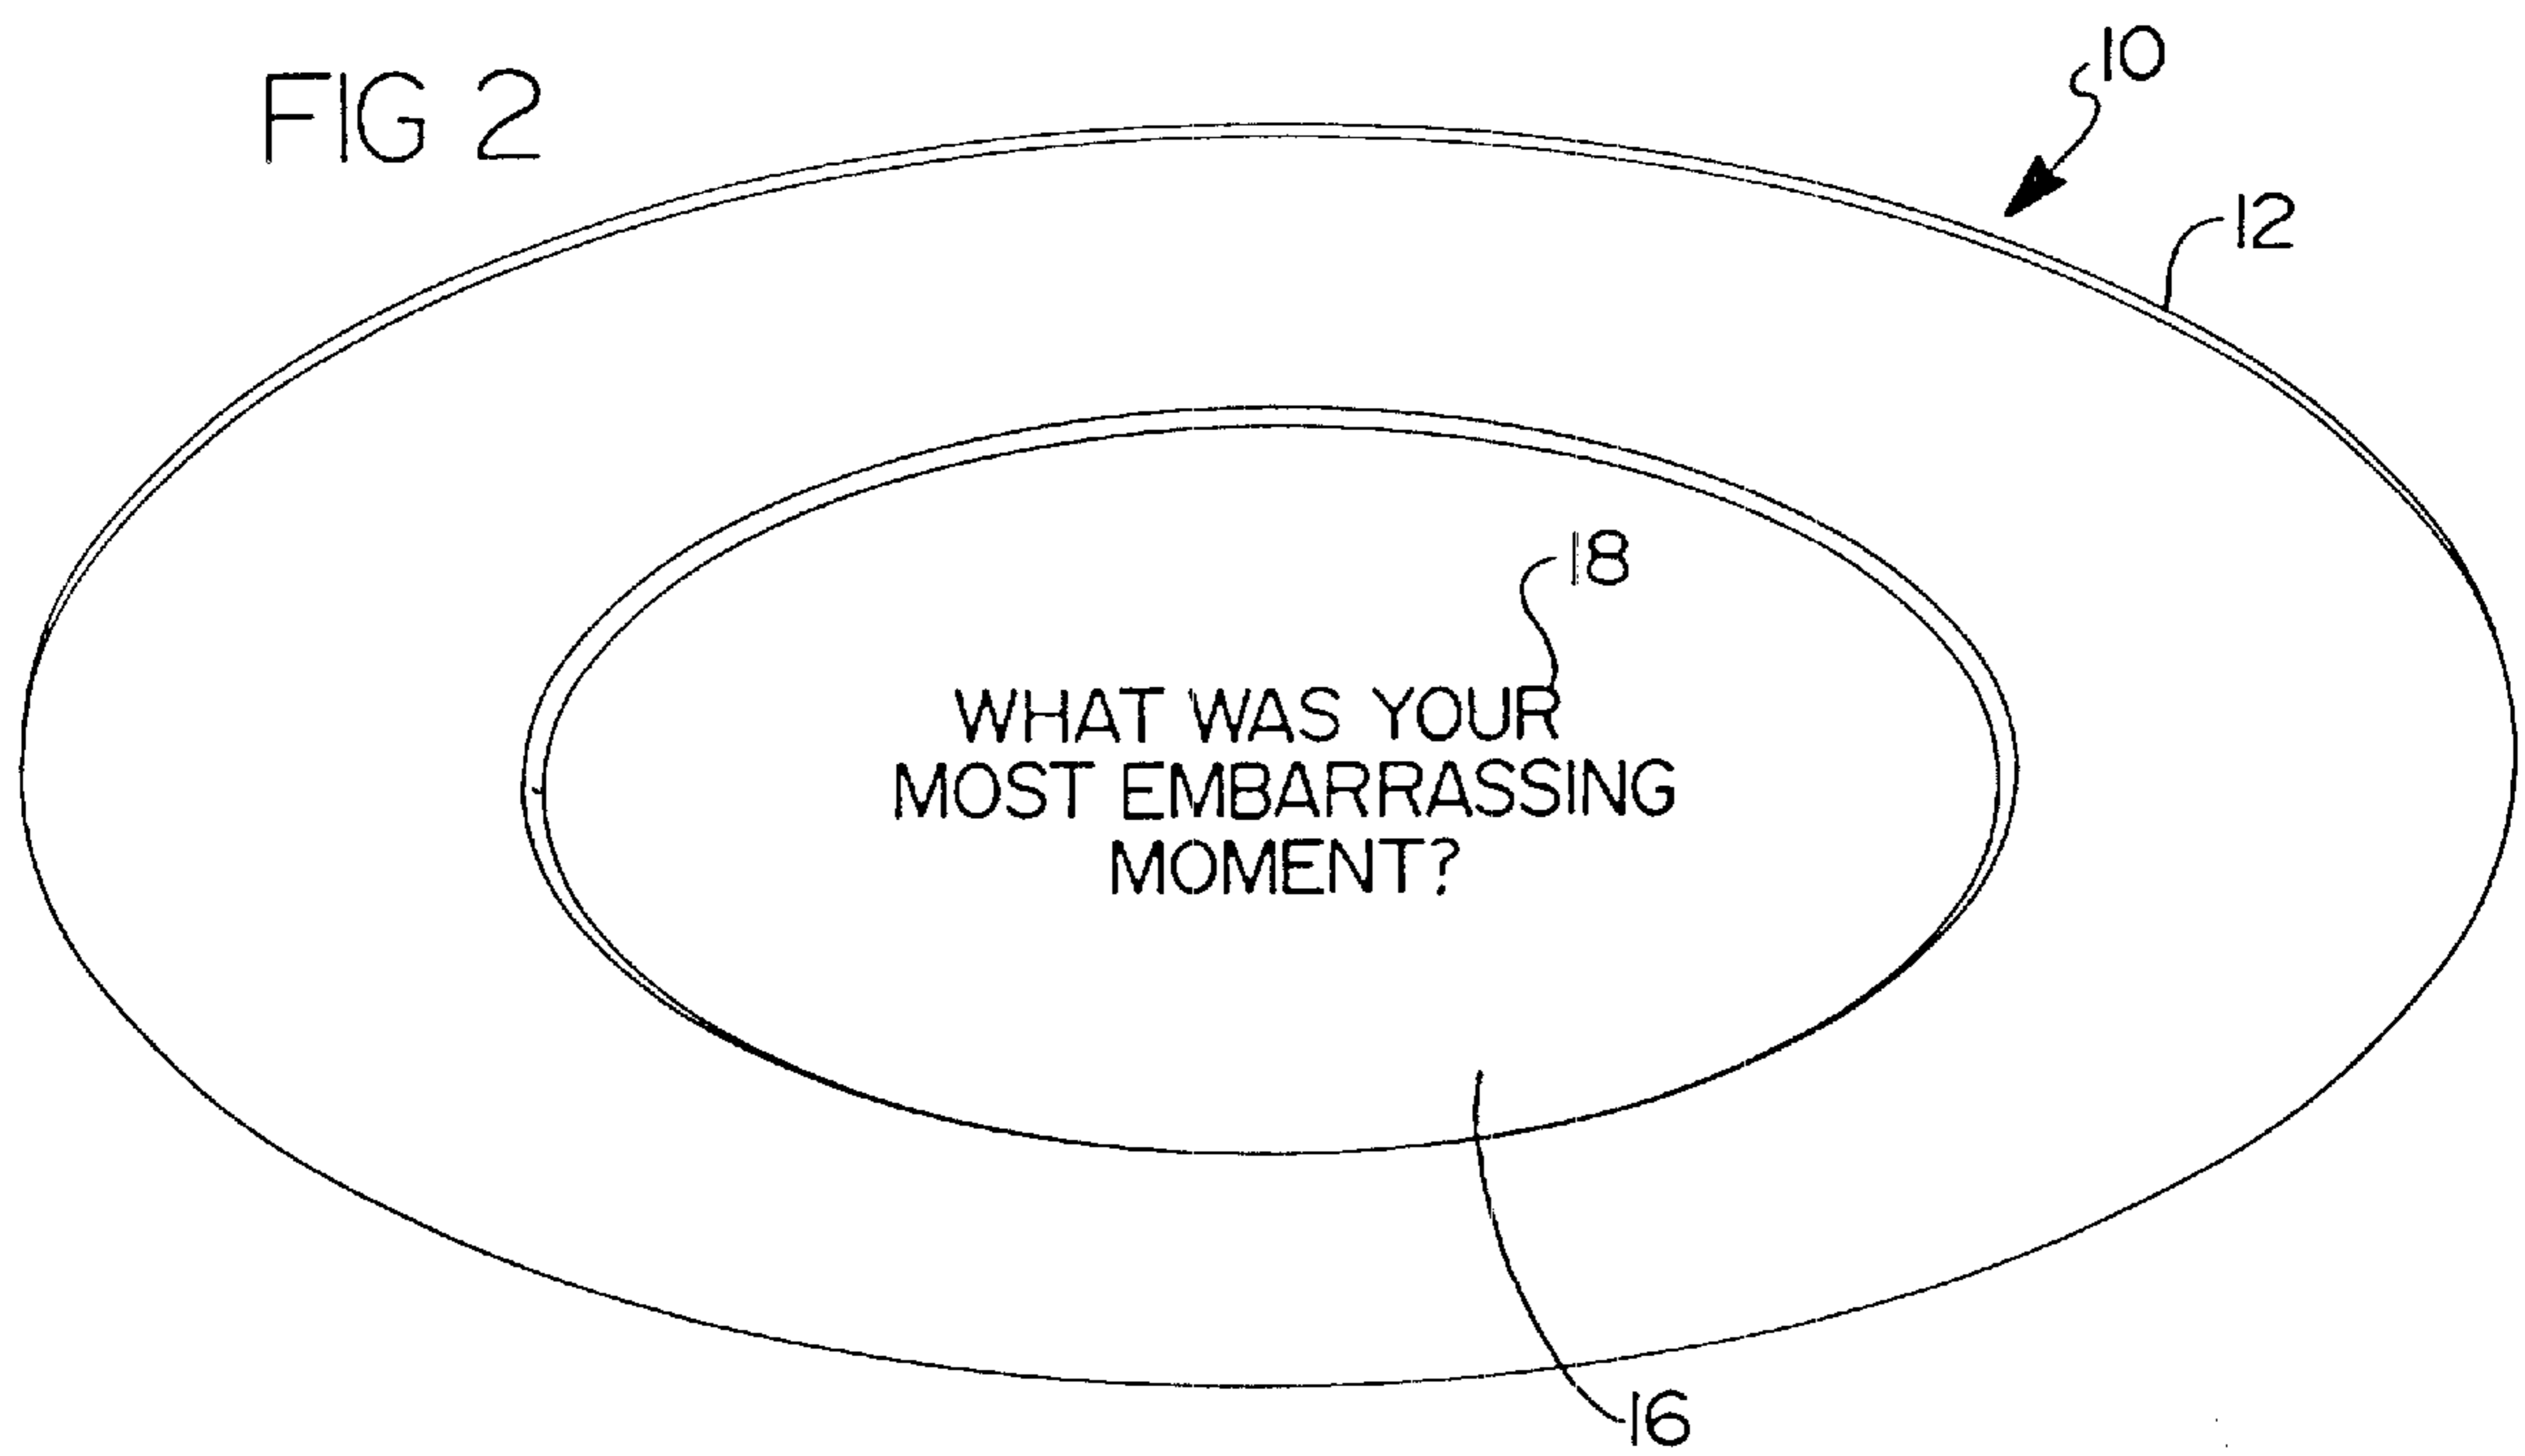 FIG 2
10
12
18
WHAT WAS YOUR
MOST EMBARRASSING
MOMENT?
16